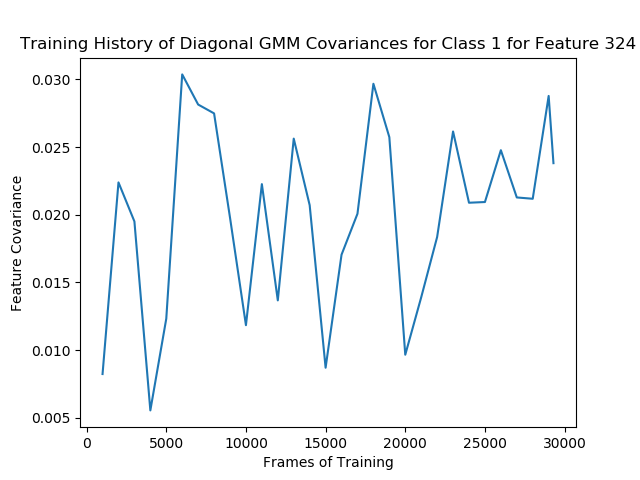 Training History of Diagonal GMM Covariances for Class 1 for Feature 324
0.030
0.025
0.020
0.015
0.010
0.005
Feature Covariance
0 5000 10000 15000 20000 25000 30000
Frames of Training